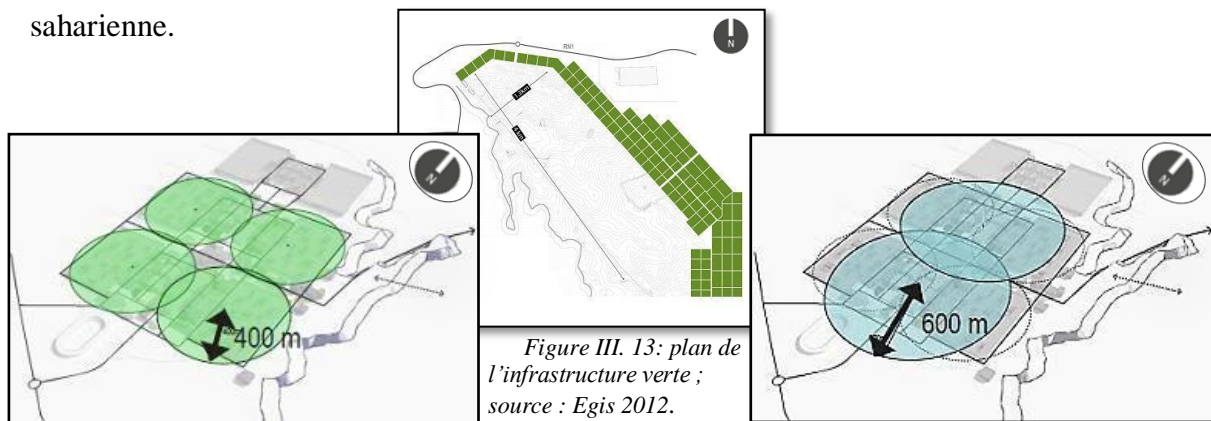 saharienne.
RN1
N
N
N
400 m
600 m
Figure III. 13: plan de
l’infrastructure verte ;
source : Egis 2012.